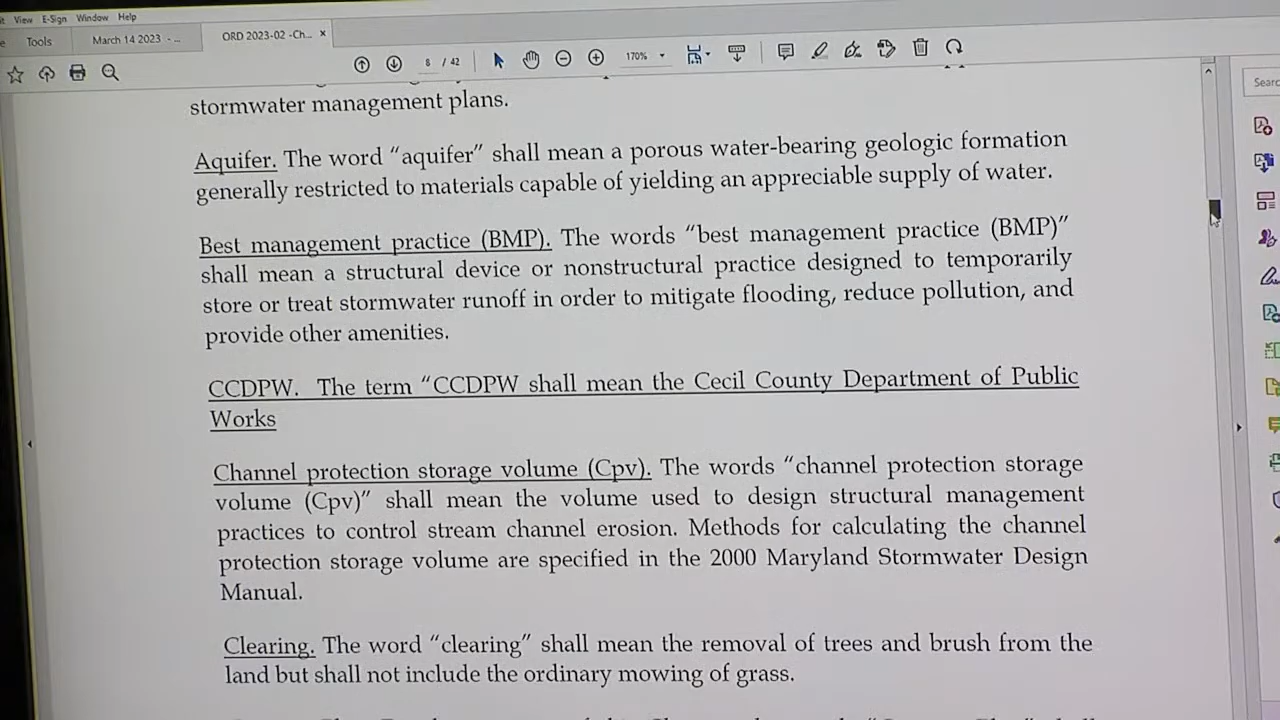 View E-Sign Window Help
Tools
March 14 2023 - ...
ORD 2023-02 -Ch... ×
8 / 42
170%
stormwater management plans.
Searc
Aquifer. The word “aquifer” shall mean a porous water-bearing geologic formation
generally restricted to materials capable of yielding an appreciable supply of water.
Best management practice (BMP). The words “best management practice (BMP)”
shall mean a structural device or nonstructural practice designed to temporarily
store or treat stormwater runoff in order to mitigate flooding, reduce pollution, and
provide other amenities.
CCDPW. The term “CCDPW shall mean the Cecil County Department of Public
Works
Channel protection storage volume (Cpv). The words “channel protection storage
volume (Cpv)” shall mean the volume used to design structural management
practices to control stream channel erosion. Methods for calculating the channel
protection storage volume are specified in the 2000 Maryland Stormwater Design
Manual.
Clearing. The word “clearing” shall mean the removal of trees and brush from the
land but shall not include the ordinary mowing of grass.